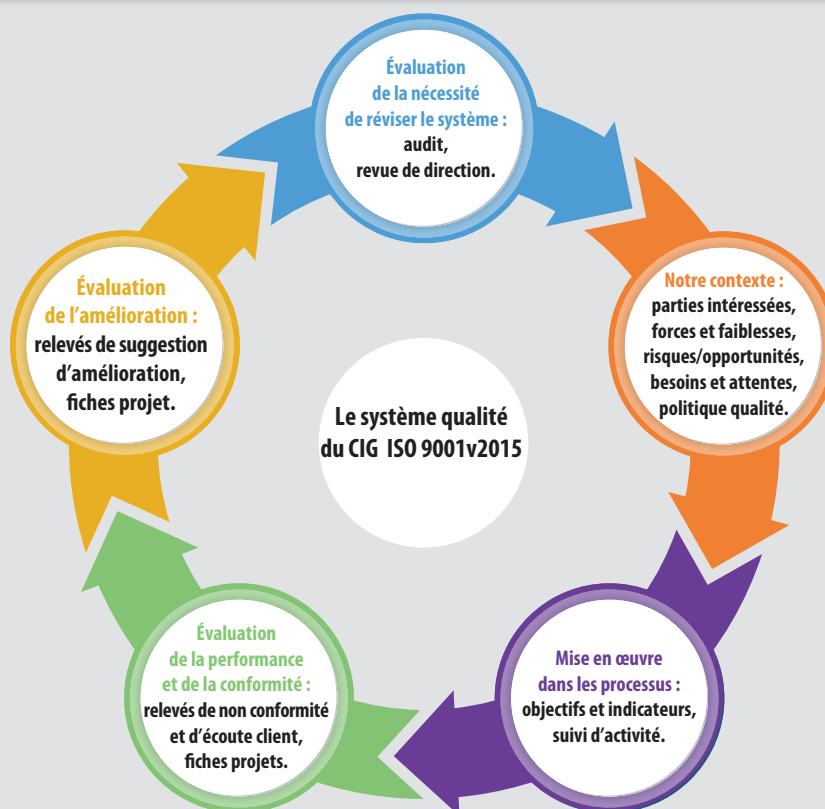 Évaluation
de la nécessité
de réviser le système :
audit,
revue de direction.
Notre contexte :
parties intéressées,
forces et faiblesses,
risques/opportunités,
besoins et attentes,
politique qualité.
Mise en œuvre
dans les processus :
objectifs et indicateurs,
suivi d'activité.
Évaluation
de la performance
et de la conformité :
relevés de non conformité
et d'écoute client,
fiches projets.
Évaluation
de l'amélioration :
relevés de suggestion
d'amélioration,
fiches projet.
Le système qualité
du CIG ISO 9001v2015